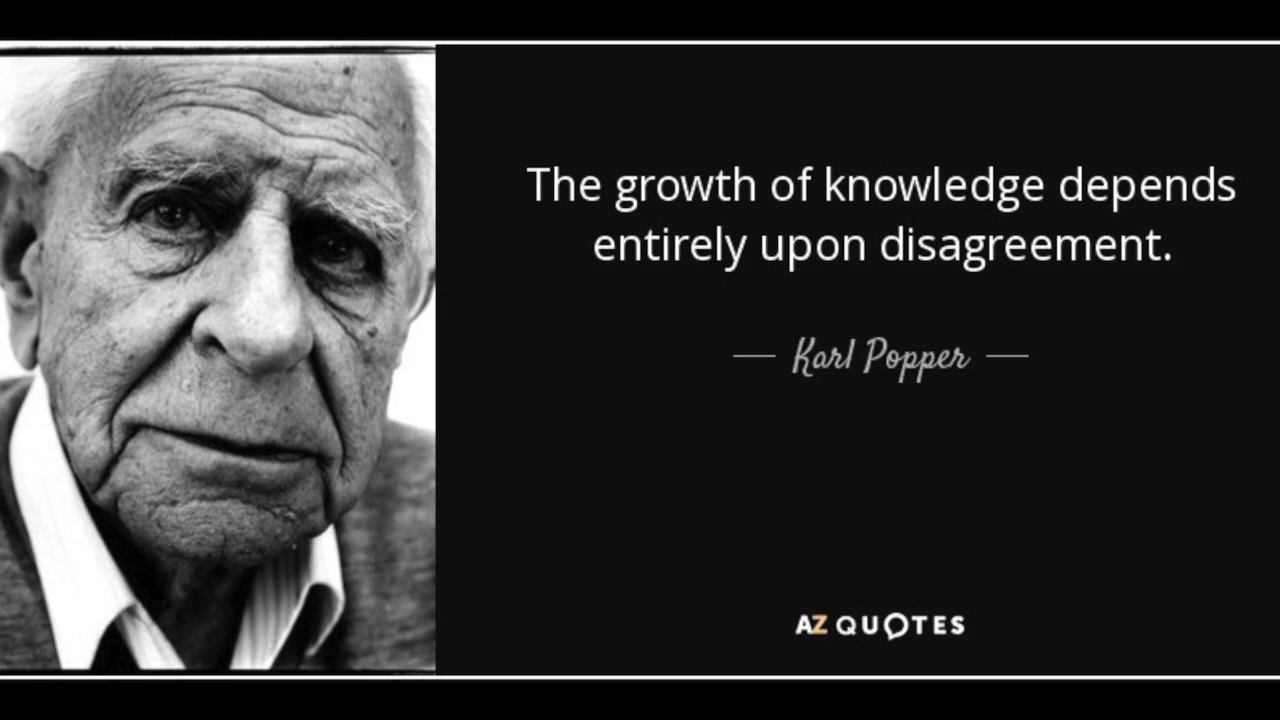 The growth of knowledge depends
entirely upon disagreement.
Karl Popper
AZ QUOTES